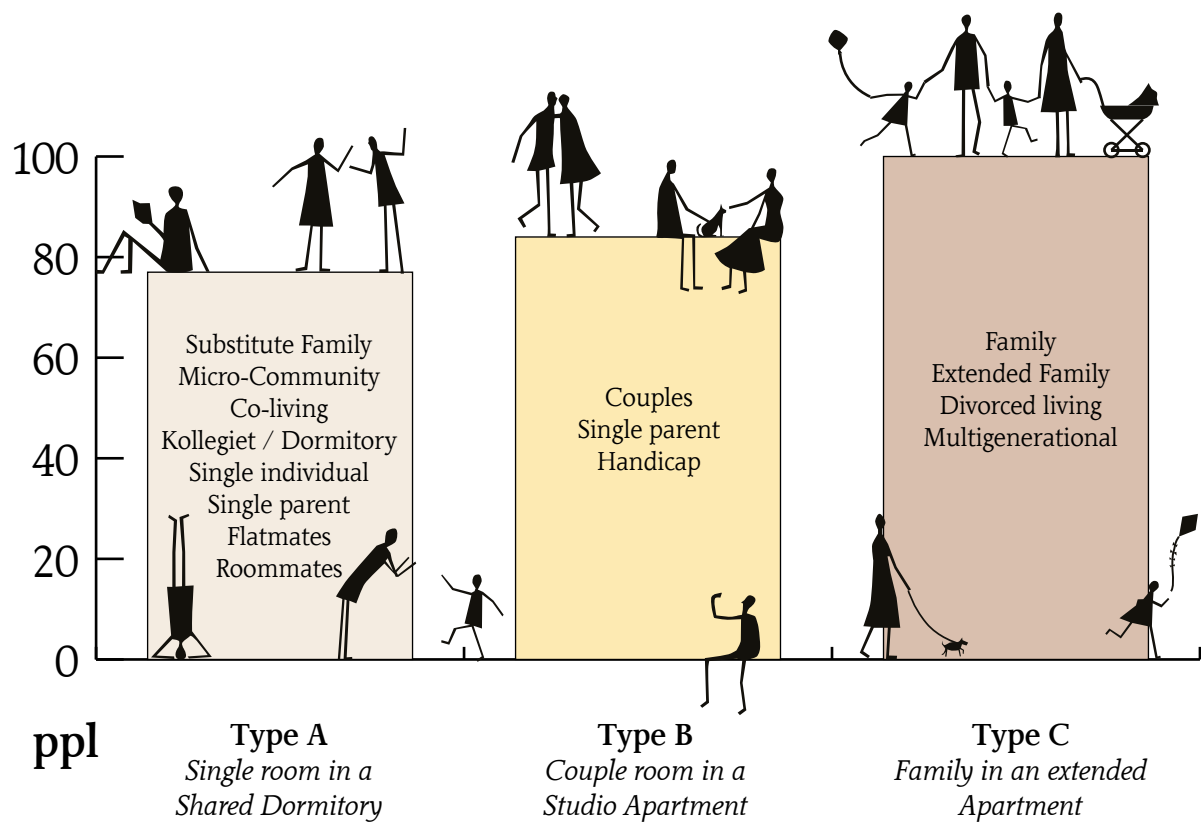 100
80
60
40
20
0
ppl
Substitute Family
Micro-Community
Co-living
Kollegiet / Dormitory
Single individual
Single parent
Flatmates
Roommates
Couples
Single parent
Handicap
Family
Extended Family
Divorced living
Multigenerational
Type A
Single room in a
Shared Dormitory
Type B
Couple room in a
Studio Apartment
Type C
Family in an extended
Apartment